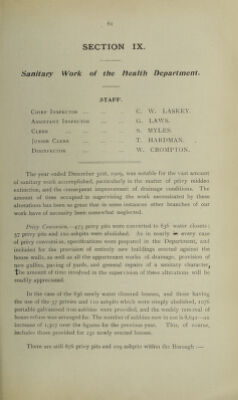 61
SECTION IX.
Sanitary Work of the Health Department.
STAFF.
Chief Inspector ... ... ... C. W. LASKEY.
Assistant Inspector ... ... G. LAWS.
Clerk ... ... ... S. MYLES.
Junior Clerk ... ... ... T. HARDMAN.
Disinfector ... ... ... W. CROMPTON.
The year ended December 31st, 1909, was notable for the vast amount
of sanitary work accomplished, particularly in the matter of privy midden
extinction, and the consequent improvement of drainage conditions. The
amount of time occupied in supervising the work necessitated by these
alterations has been so great that in some instances other branches of our
work have of necessity been somewhat neglected.
Privy Conversion.—473 privy pits were converted to 836 water closets;
57 privy pits and 110 ashpits were abolished. As in nearly every case
of privy conversion, specifications were prepared in the Department, and
includes for the provision of entirely new buildings erected against the
house walls, as well as all the appurtenant works of drainage, provision of
new gullies, paving of yards, and general repairs of a sanitary character,
the amount of time involved in the supervision of these alterations will be
readily appreciated.
In the case of the 836 newly water closeted houses, and those having
the use of the 57 privies and 110 ashpits which were simply abolished, 1076
portable galvanised iron ashbins were provided, and the weekly removal of
house refuse was arranged for. The number of ashbins now in use is 8,641—an
increase of 1,307 over the figures for the previous year. This, of course,
includes those provided for 231 newly erected houses.
There are still 876 privy pits and 209 ashpits within the Borough :—